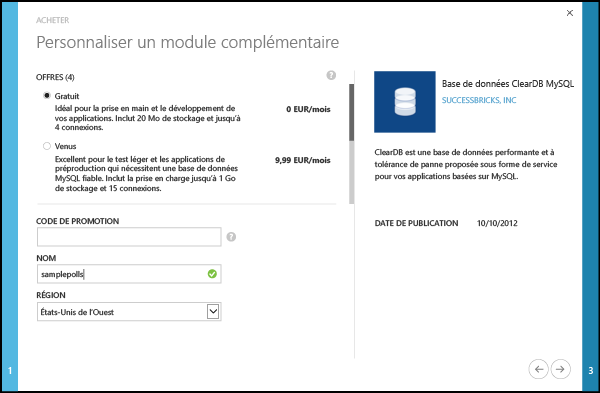 ACHETER
Personnaliser un module complémentaire
OFFRES (4)
?
Gratuit
Idéal pour la prise en main et le développement de
vos applications. Inclut 20 Mo de stockage et jusqu'à
4 connexions.
0 EUR/mois
Venus
Excellent pour le test léger et les applications de
préproduction qui nécessitent une base de données
MySQL fiable. Inclut la prise en charge jusqu'à 1 Go
de stockage et 15 connexions.
9,99 EUR/mois
CODE DE PROMOTION
?
NOM
samplepolls
RÉGION
États-Unis de l'Ouest
Base de données ClearDB MySQL
SUCCESSBRICKS, INC
ClearDB est une base de données performante et à
tolérance de panne proposée sous forme de service
pour vos applications basées sur MySQL.
DATE DE PUBLICATION 10/10/2012
1
3